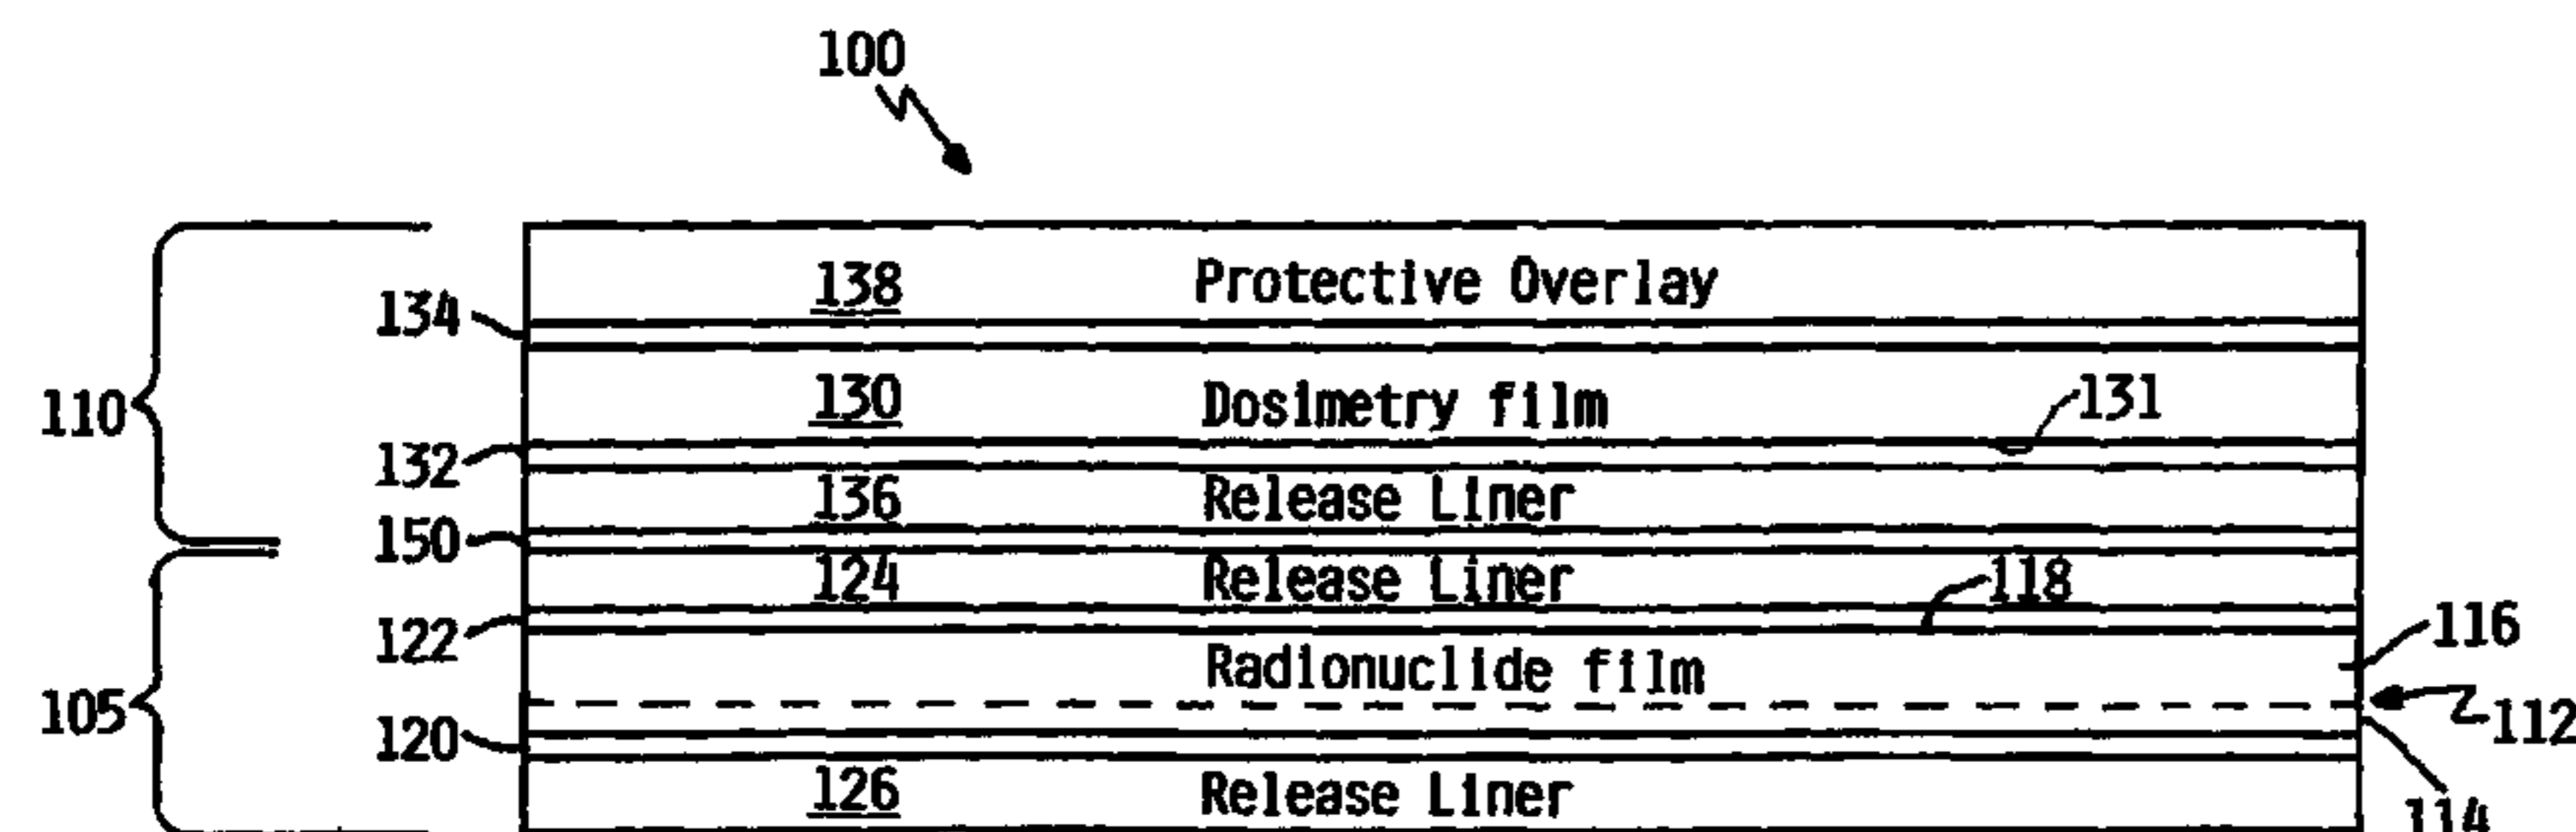 100
138 Protective Overlay
134
130 Dosimetry film
131
110
132
136 Release Liner
150
124 Release Liner
118
122
116
Radionuclide film
105
112
120
126 Release Liner
114